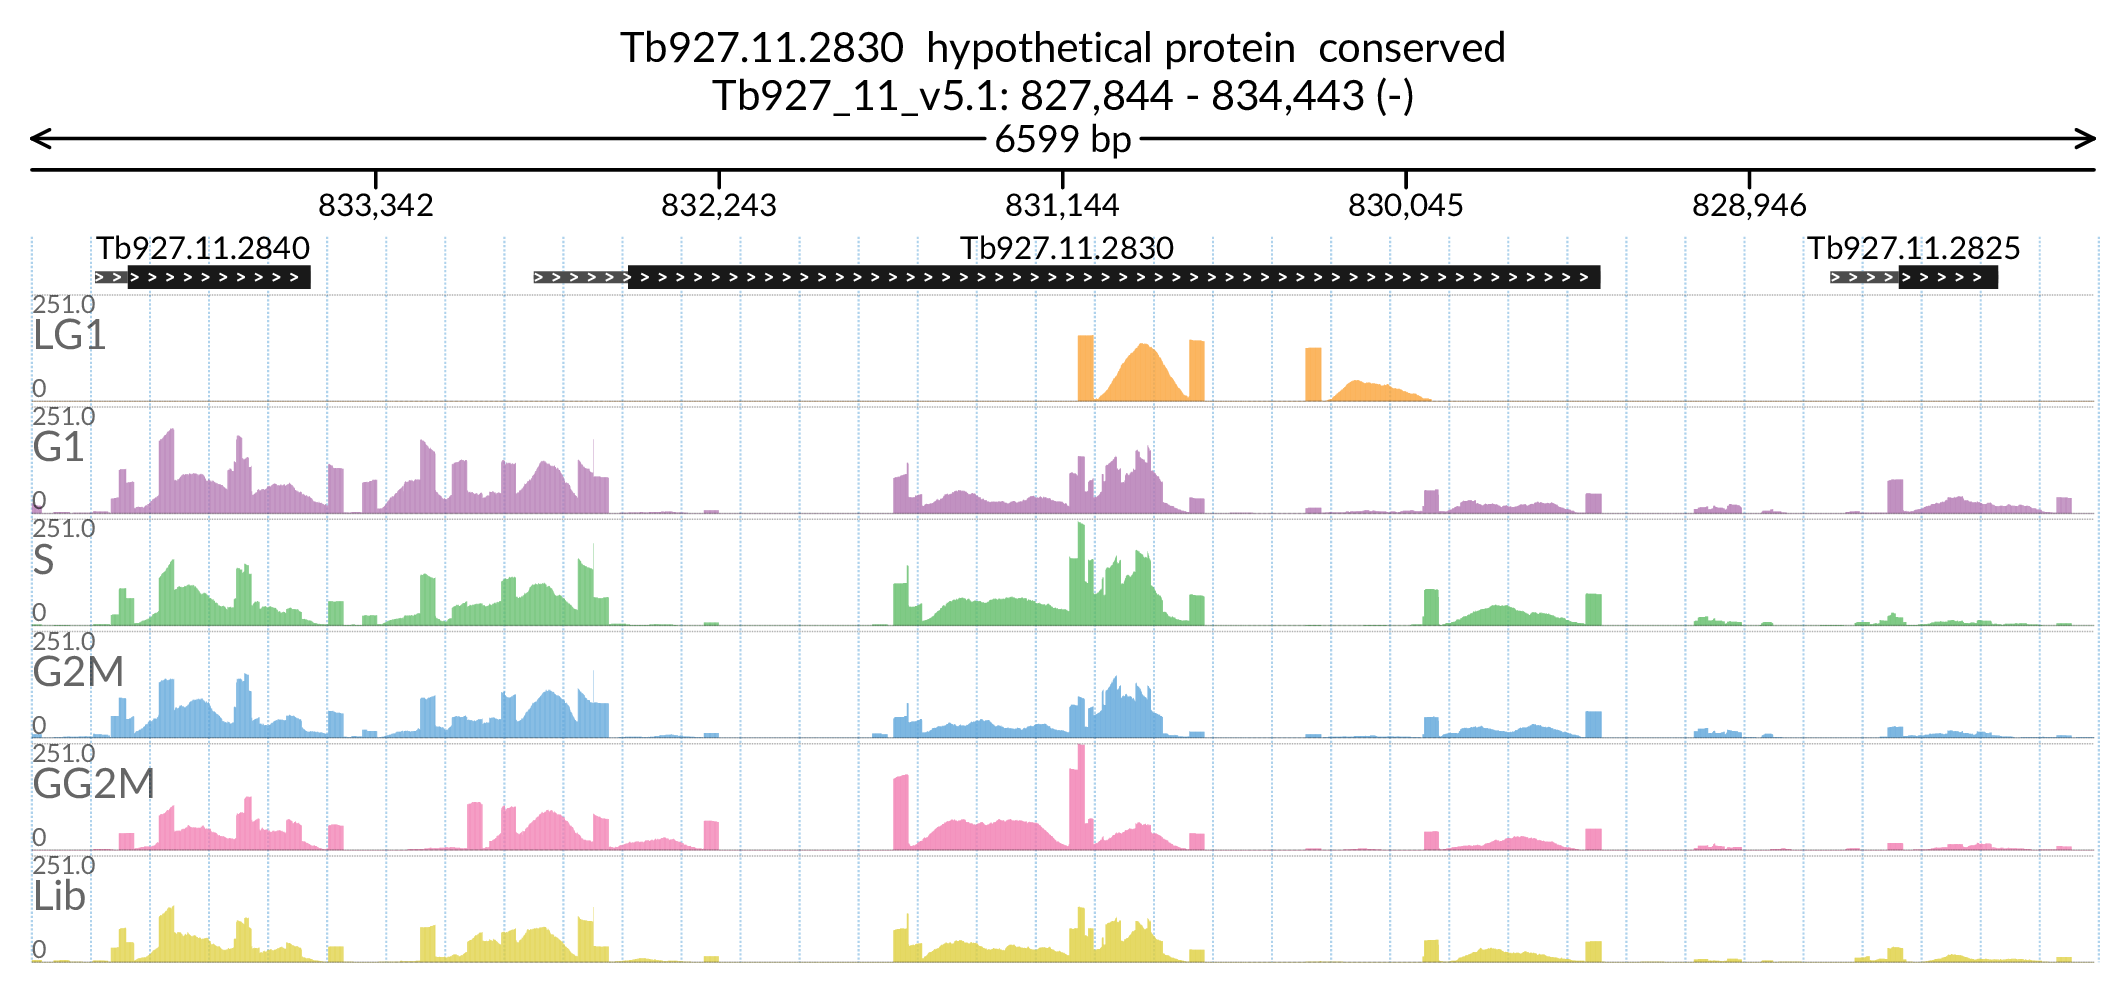 Tb927.11.2830 hypothetical protein conserved
Tb927_11_v5.1: 827,844 - 834,443 (-)
6599 bp
833,342 832,243 831,144 830,045 828,946
Tb927.11.2840 Tb927.11.2830 Tb927.11.2825
251.0
LG1
0
251.0
G1
0
251.0
S
0
251.0
G2M
0
251.0
GG2M
0
251.0
Lib
0